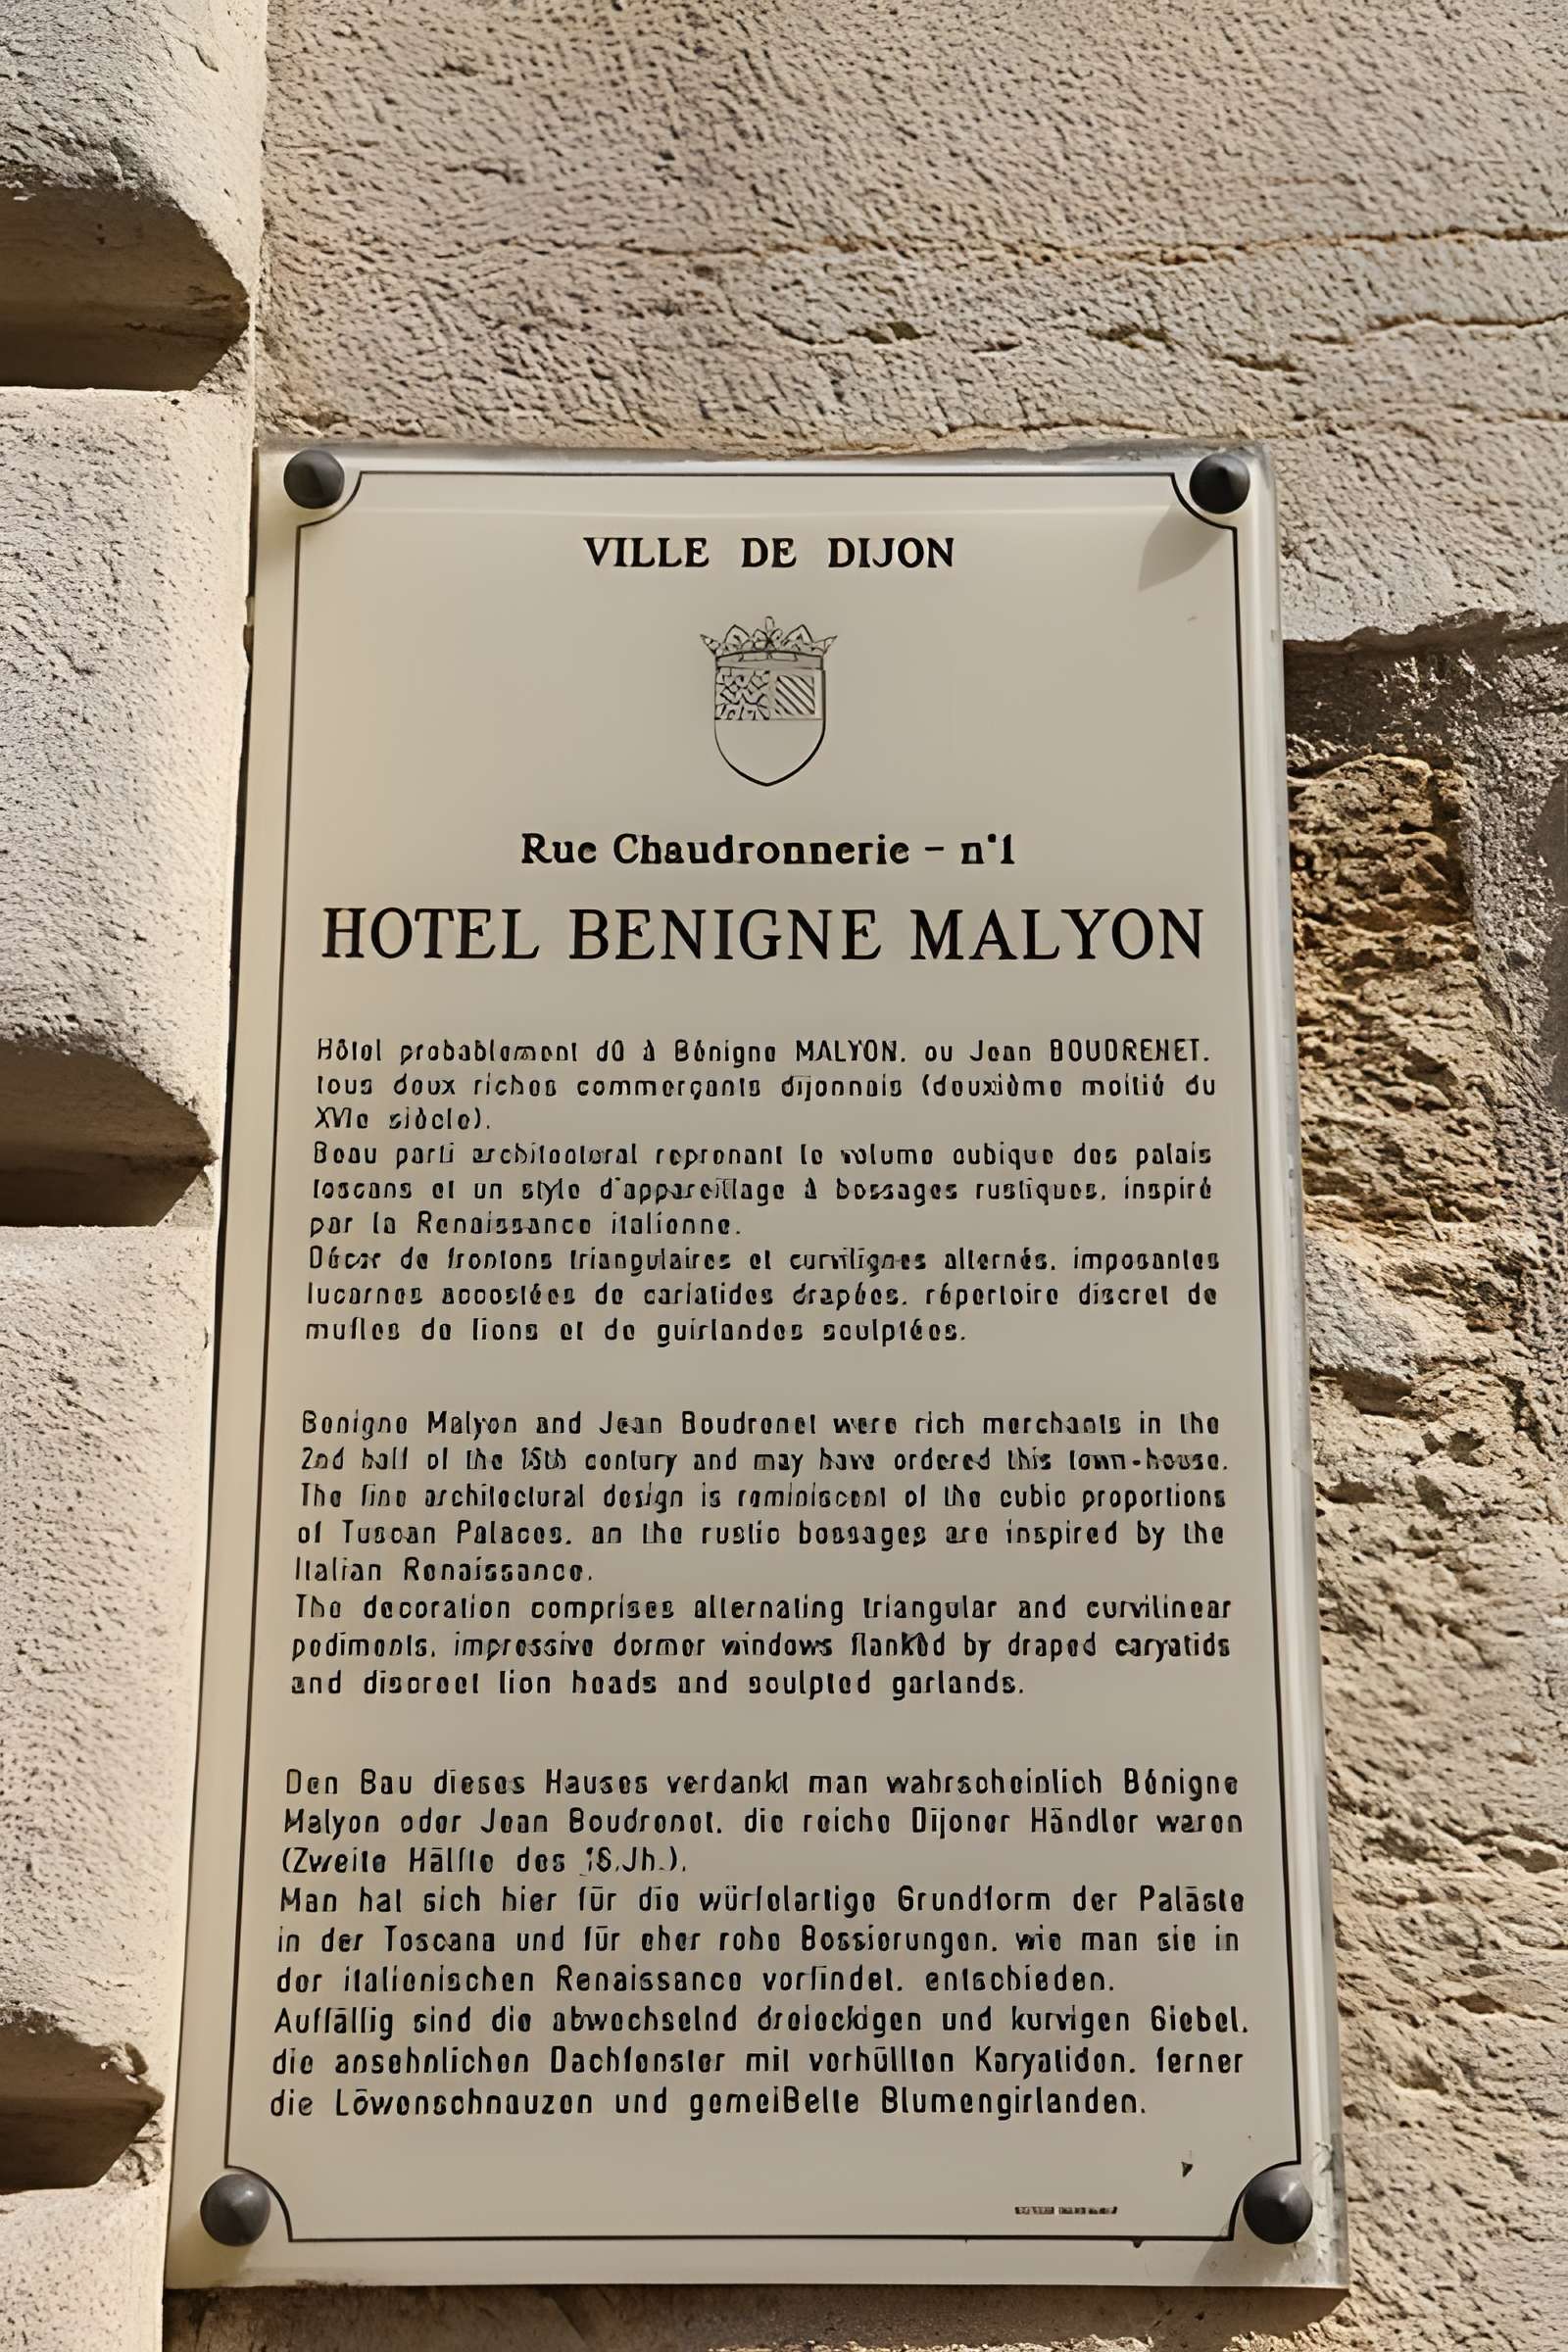 VILLE DE DIJON
Rue Chaudronnerie - n°1
HOTEL BENIGNE MALYON
Hôtel probablement dû à Bénigne MALYON, ou Jean BOUDRENET,
tous deux riches commerçants dijonnais (deuxième moitié du
XVIe siècle).
Beau parti architectural reprenant le volume cubique des palais
toscans et un style d'appareillage à bossages rustiques, inspiré
par la Renaissance italienne.
Décor de frontons triangulaires et curvilignes alternés, imposantes
lucarnes accostées de cariatides drapées, répertoire discret de
mufles de lions et de guirlandes sculptées.
Benigne Malyon and Jean Boudrenet were rich merchants in the
2nd half of the century and may have ordered this town-house.
The fine architectural design is reminiscent of the cubic proportions
of Tuscan Palaces, an the rustic bossages are inspired by the
Italian Renaissance.
The decoration comprises alternating triangular and curvilinear
pediments, impressive dormer windows flanked by draped caryatids
and discreet lion heads and sculpted garlands.
Den Bau dieses Hauses verdankt man wahrscheinlich Bénigne
Malyon oder Jean Boudrenet, die reiche Dijoner Händler waren
(Zweite Hälfte des 16.Jh.).
Man hat sich hier für die würfelartige Grundform der Paläste
in der Toscana und für eher rohe Bossierungen, wie man sie in
der italienischen Renaissance vorfindet, entschieden.
Auffällig sind die abwechselnd dreieckigen und kurvigen Giebel,
die ansehnlichen Dachfenster mit verhüllten Karyatiden, ferner
die Löwenschnauzen und gemeißelte Blumengirlanden.